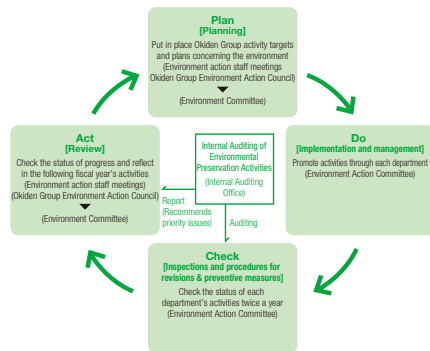 Plan
[Planning]
Put in place Okiden Group activity targets
and plans concerning the environment
(Environment action staff meetings
Okiden Group Environment Action Council)
(Environment Committee)
Act
[Review]
Check the status of progress and reflect
in the following fiscal year's activities
(Environment action staff meetings)
(Okiden Group Environment Action Council)
(Environment Committee)
Internal Auditing of
Environmental
Preservation Activities
(Internal Auditing
Office)
Report
(Recommends
priority issues)
Auditing
Do
[Implementation and management]
Promote activities through each department
(Environment Action Committee)
Check
[Inspections and procedures for
revisions & preventive measures]
Check the status of each
department's activities twice a year
(Environment Action Committee)